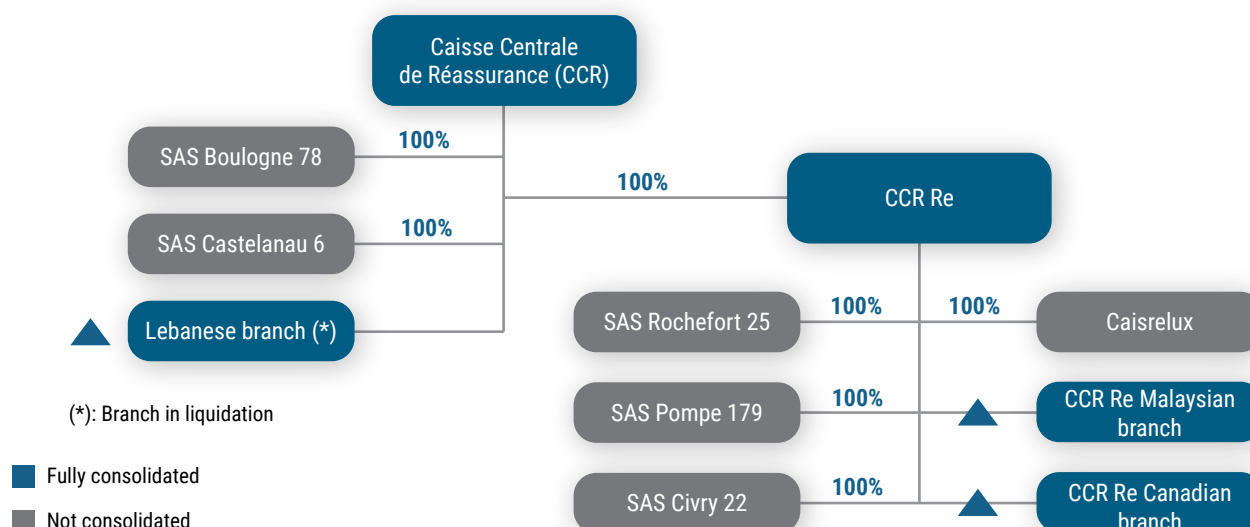 Caisse Centrale
de Réassurance (CCR)
100%
SAS Boulogne 78
100%
CCR Re
100%
SAS Castelanau 6
Lebanese branch (*)
100%
100%
SAS Rochefort 25
Caisrelux
(*): Branch in liquidation
100%
SAS Pompe 179
CCR Re Malaysian
branch
Fully consolidated
100%
SAS Civry 22
CCR Re Canadian
branch
Not consolidated